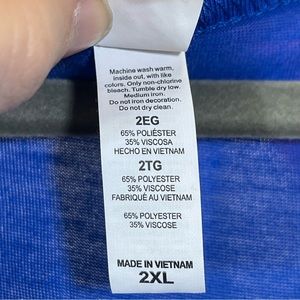 Machine wash warm,
inside out, with like
colors. Only non-chlorine
bleach. Tumble dry low.
Medium iron.
Do not iron decoration.
Do not dry clean.
2EG
65% POLIÉSTER
35% VISCOSA
HECHO EN VIETNAM
2TG
65% POLYESTER
35% VISCOSE
FABRIQUÉ AU VIETNAM
65% POLYESTER
35% VISCOSE
MADE IN VIETNAM
2XL